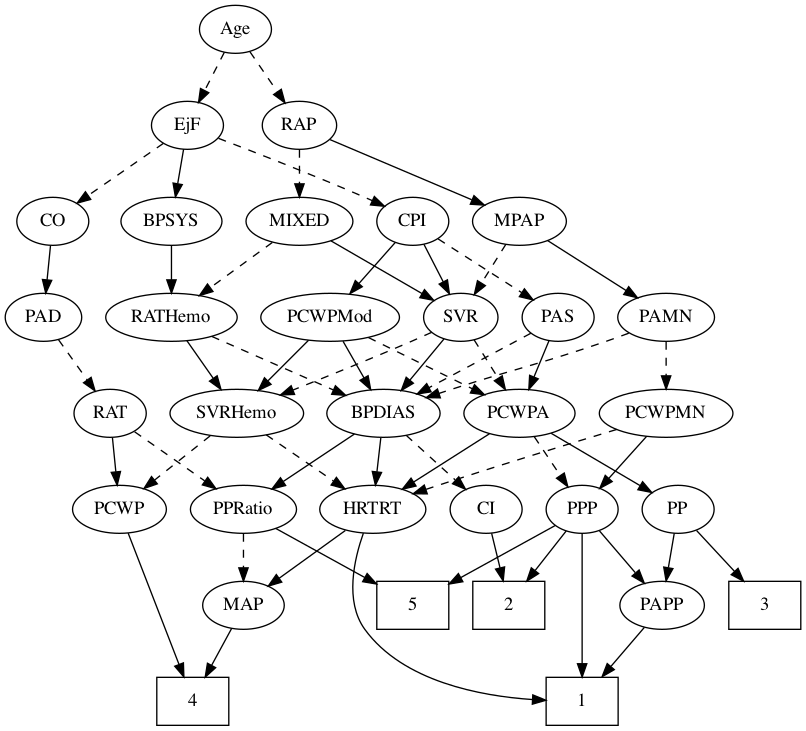 Age
EjF
RAP
CO
BPSYS
MIXED
CPI
MPAP
PAD
RATHemo
PCWPMod
SVR
PAS
PAMN
RAT
SVRHemo
BPDIAS
PCWPA
PCWPMN
PCWP
PPRatio
HRTRT
CI
PPP
PP
MAP
5
2
PAPP
3
4
1